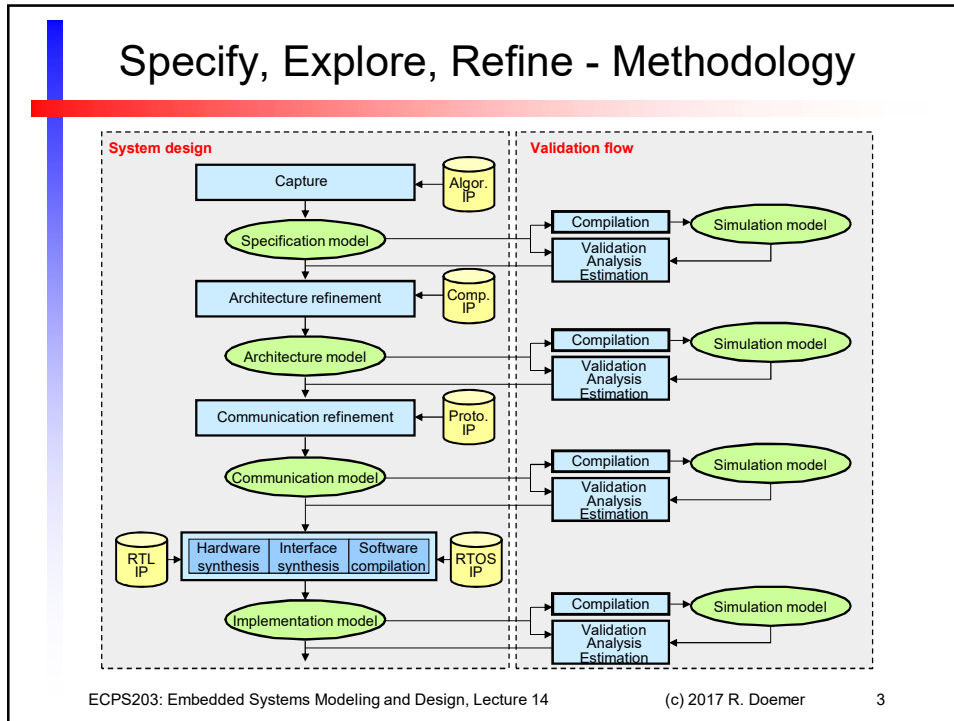 Specify, Explore, Refine - Methodology
System design
Validation flow
Capture
Algor.
IP
Specification model
Compilation
Simulation model
Validation
Analysis
Estimation
Architecture refinement
Comp.
IP
Architecture model
Compilation
Simulation model
Validation
Analysis
Estimation
Communication refinement
Proto.
IP
Communication model
Compilation
Simulation model
Validation
Analysis
Estimation
RTL
IP
Hardware
synthesis
Interface
synthesis
Software
compilation
RTOS
IP
Implementation model
Compilation
Simulation model
Validation
Analysis
Estimation
ECPS203: Embedded Systems Modeling and Design, Lecture 14
(c) 2017 R. Doemer
3